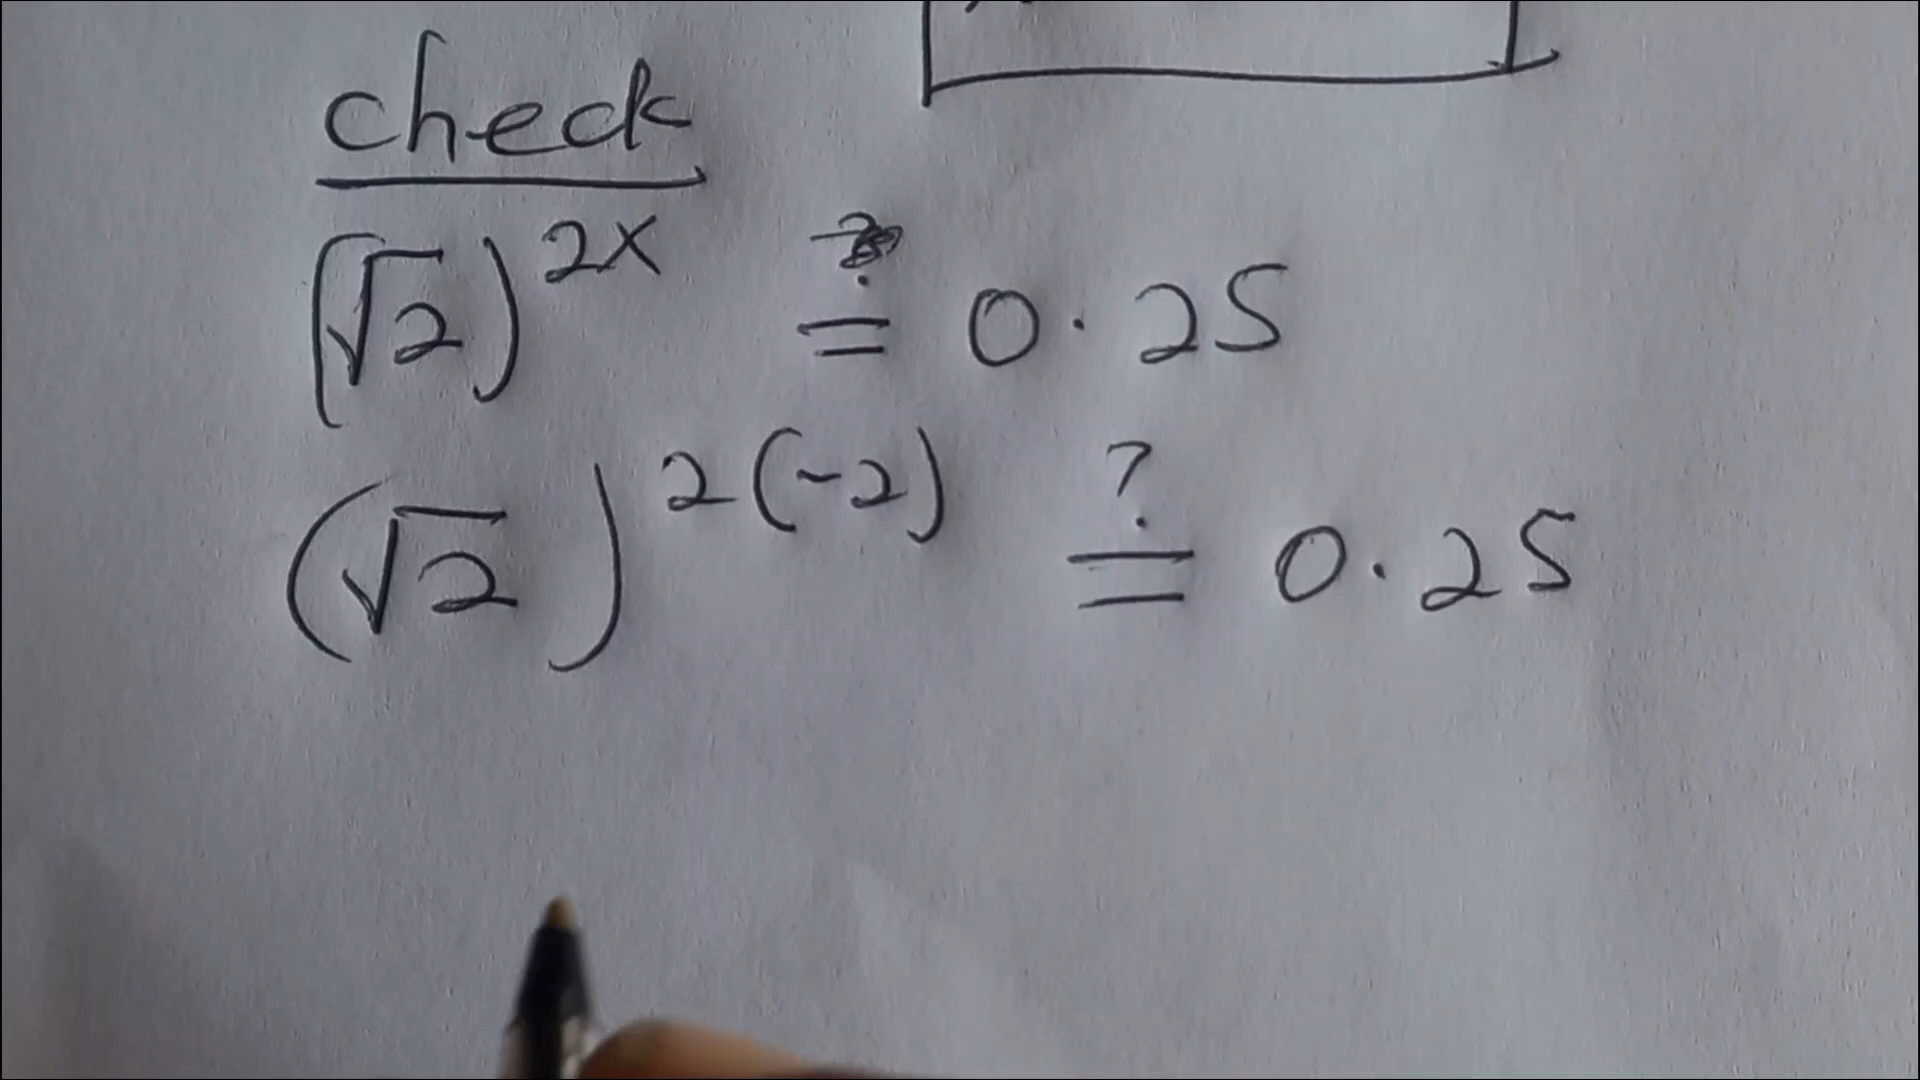 check
(√2)^2x ?= 0.25
(√2)^2(-2) ?= 0.25